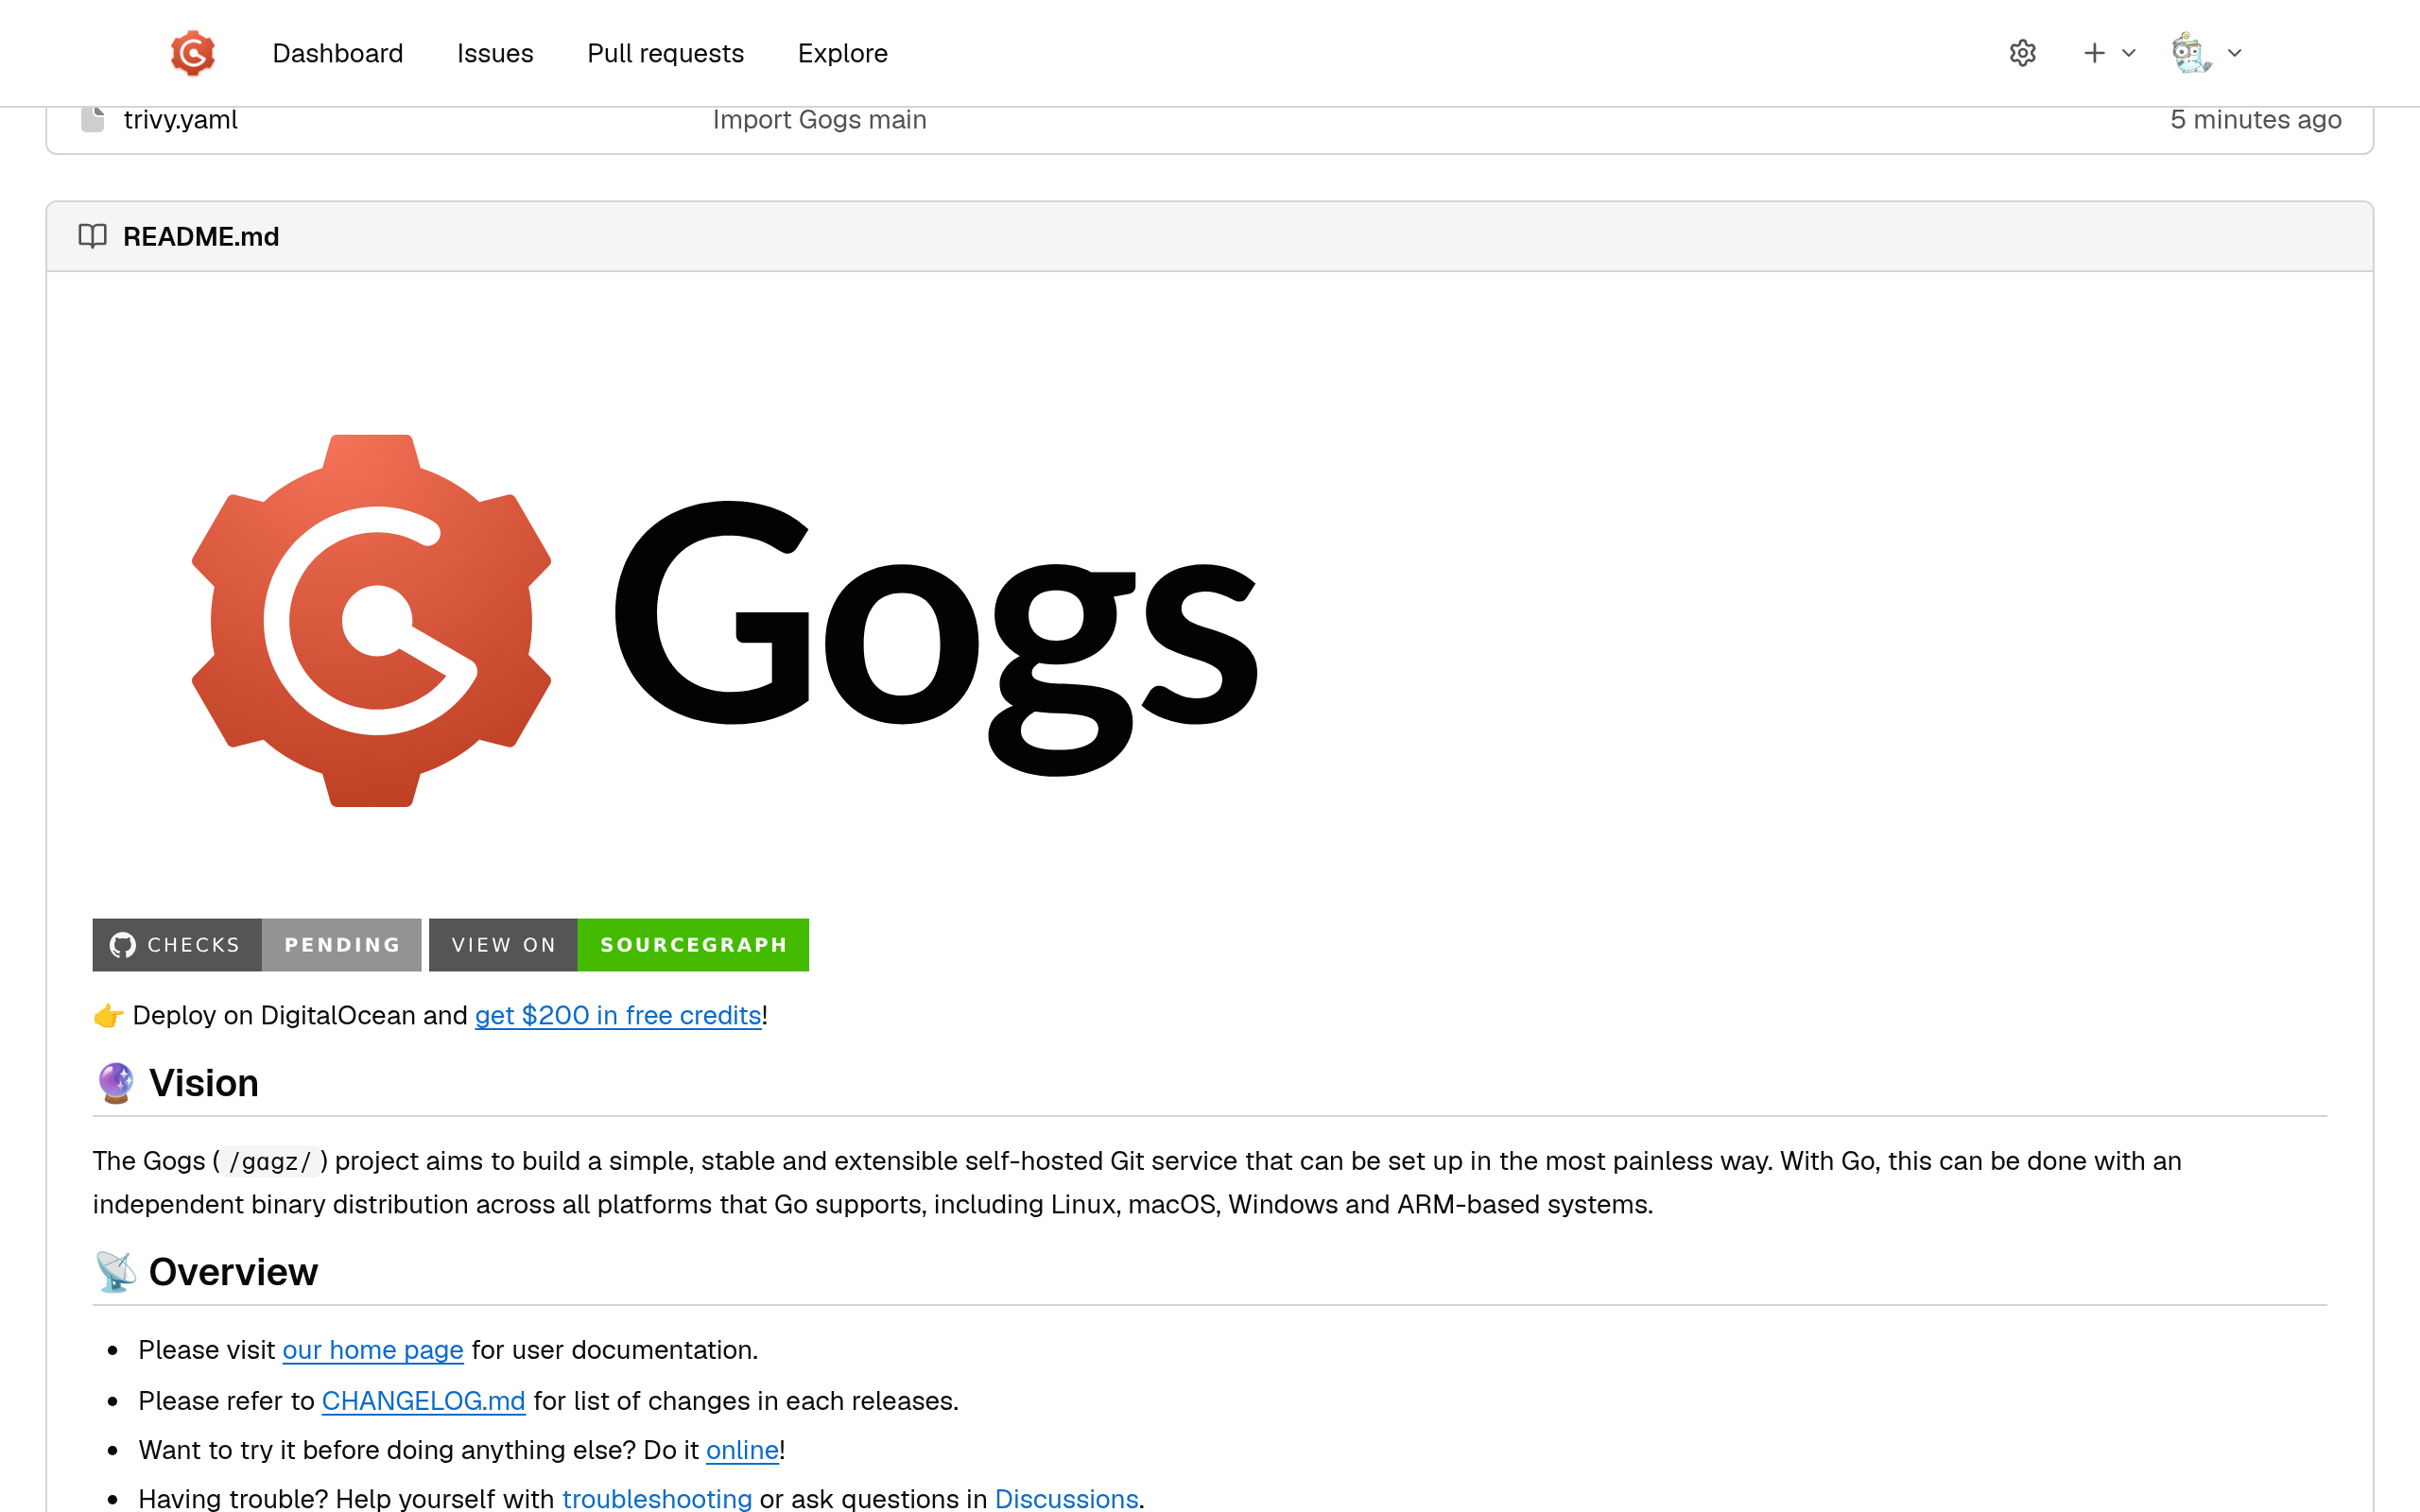 Dashboard Issues Pull requests Explore
trivy.yaml Import Gogs main 5 minutes ago
README.md
Gogs
CHECKS PENDING VIEW ON SOURCEGRAPH
👉 Deploy on DigitalOcean and get $200 in free credits!
🔮 Vision
The Gogs ( /gɑgz/ ) project aims to build a simple, stable and extensible self-hosted Git service that can be set up in the most painless way. With Go, this can be done with an
independent binary distribution across all platforms that Go supports, including Linux, macOS, Windows and ARM-based systems.
📡 Overview
• Please visit our home page for user documentation.
• Please refer to CHANGELOG.md for list of changes in each releases.
• Want to try it before doing anything else? Do it online!
• Having trouble? Help yourself with troubleshooting or ask questions in Discussions.